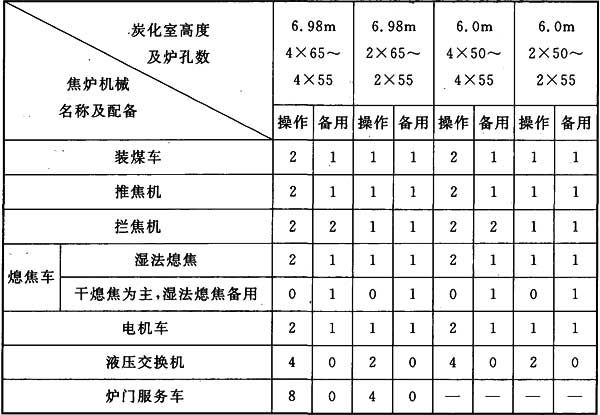 炭化室高度
及炉孔数
焦炉机械
名称及配备
6.98m 6.98m 6.0m 6.0m
4×65～ 2×65～ 4×50～ 2×50～
4×55 2×55 4×55 2×55
操作 备用 操作 备用 操作 备用 操作 备用
装煤车 2 1 1 1 2 1 1 1
推焦机 2 1 1 1 2 1 1 1
拦焦机 2 2 1 1 2 2 1 1
熄焦车
湿法熄焦 2 1 1 1 2 1 1 1
干熄焦为主,湿法熄焦备用 0 1 0 1 0 1 0 1
电机车 2 1 1 1 2 1 1 1
液压交换机 4 0 2 0 4 0 2 0
炉门服务车 8 0 4 0 — — — —